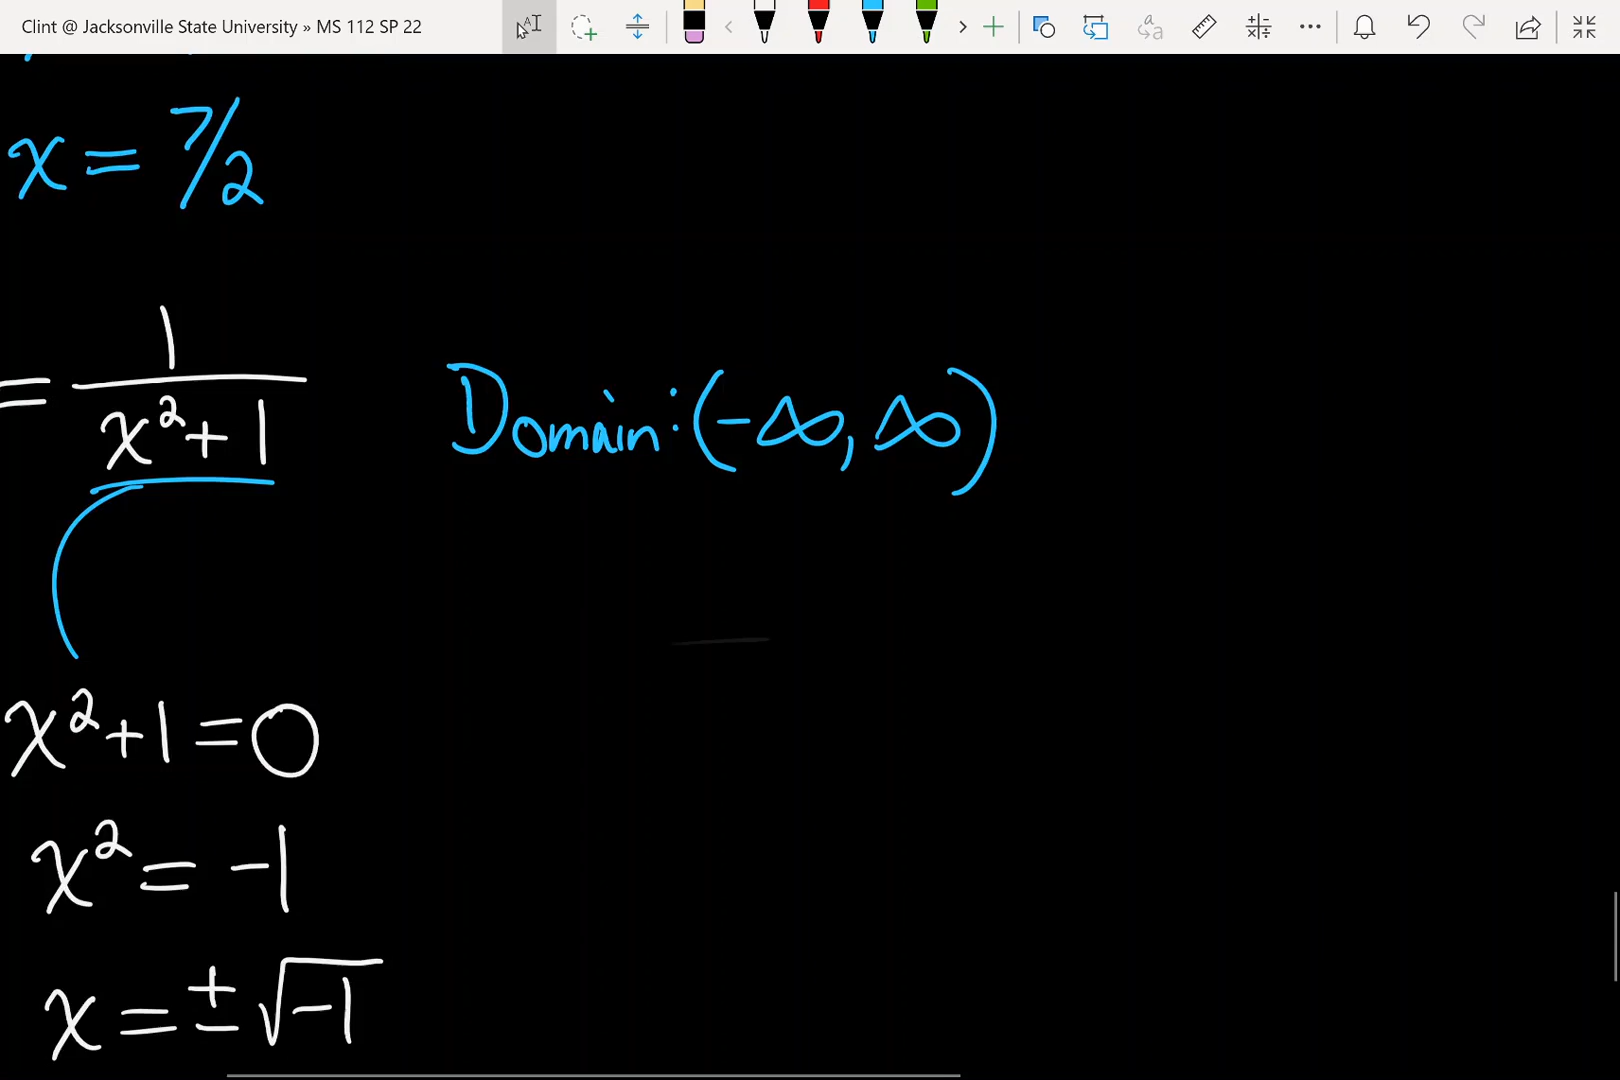 Clint @ Jacksonville State University » MS 112 SP 22
x = 7/2
= 1/(x²+1)
Domain: (-∞, ∞)
x²+1=0
x² = -1
x = ±√-1